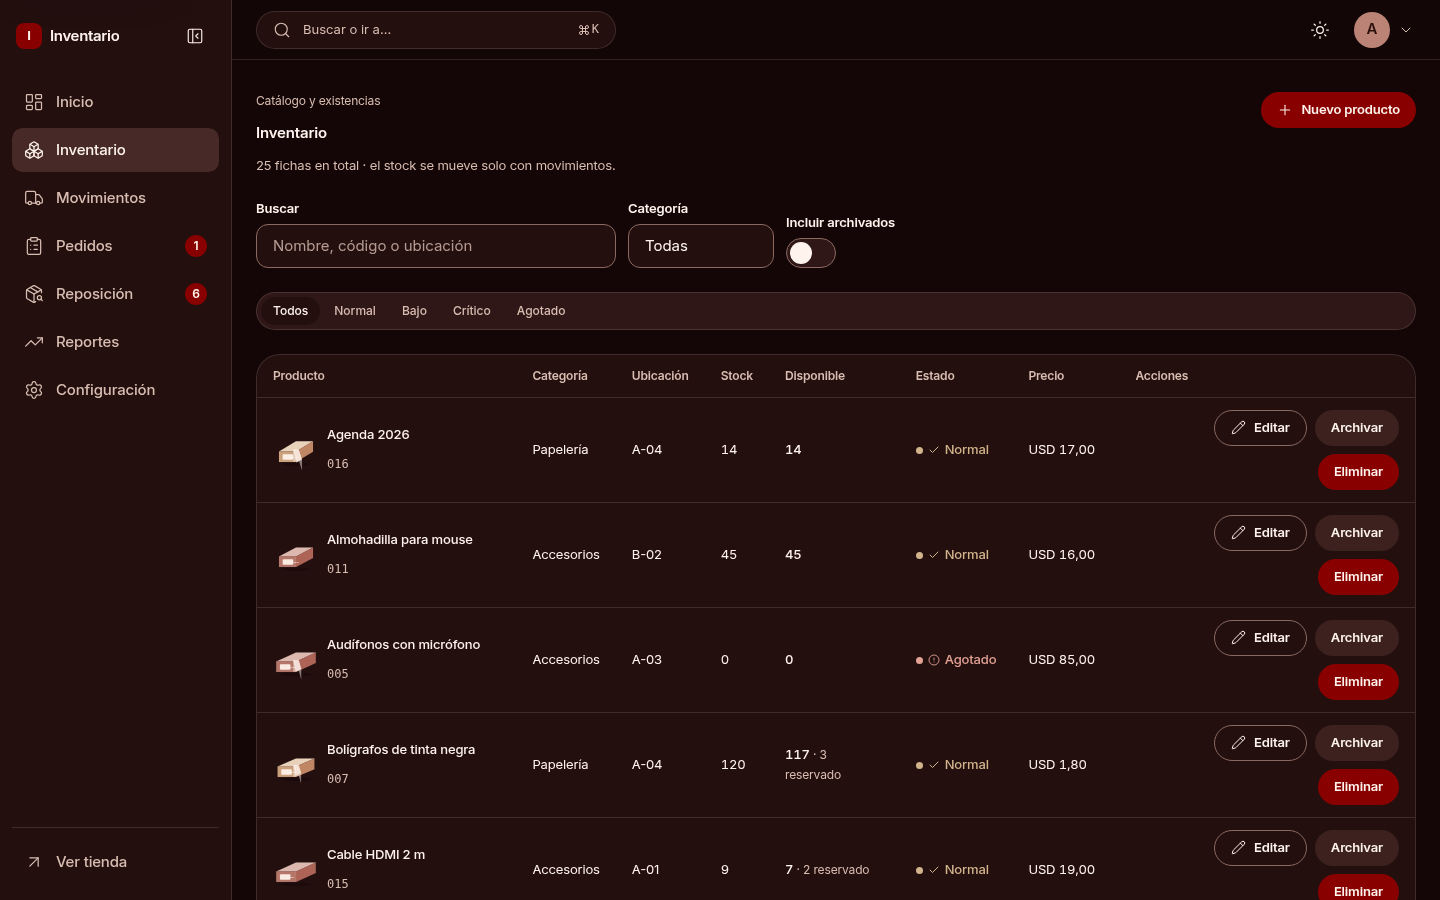 I Inventario
Buscar o ir a... ⌘K
A
Inicio
Inventario
Movimientos
Pedidos 1
Reposición 6
Reportes
Configuración
Ver tienda
Catálogo y existencias
Inventario
25 fichas en total · el stock se mueve solo con movimientos.
Nuevo producto
Buscar
Nombre, código o ubicación
Categoría
Todas
Incluir archivados
Todos Normal Bajo Crítico Agotado
Producto Categoría Ubicación Stock Disponible Estado Precio Acciones
Agenda 2026
016
Papelería A-04 14 14 Normal USD 17,00
Editar Archivar
Eliminar
Almohadilla para mouse
011
Accesorios B-02 45 45 Normal USD 16,00
Editar Archivar
Eliminar
Audífonos con micrófono
005
Accesorios A-03 0 0 Agotado USD 85,00
Editar Archivar
Eliminar
Bolígrafos de tinta negra
007
Papelería A-04 120 117 · 3 reservado Normal USD 1,80
Editar Archivar
Eliminar
Cable HDMI 2 m
015
Accesorios A-01 9 7 · 2 reservado Normal USD 19,00
Editar Archivar
Eliminar